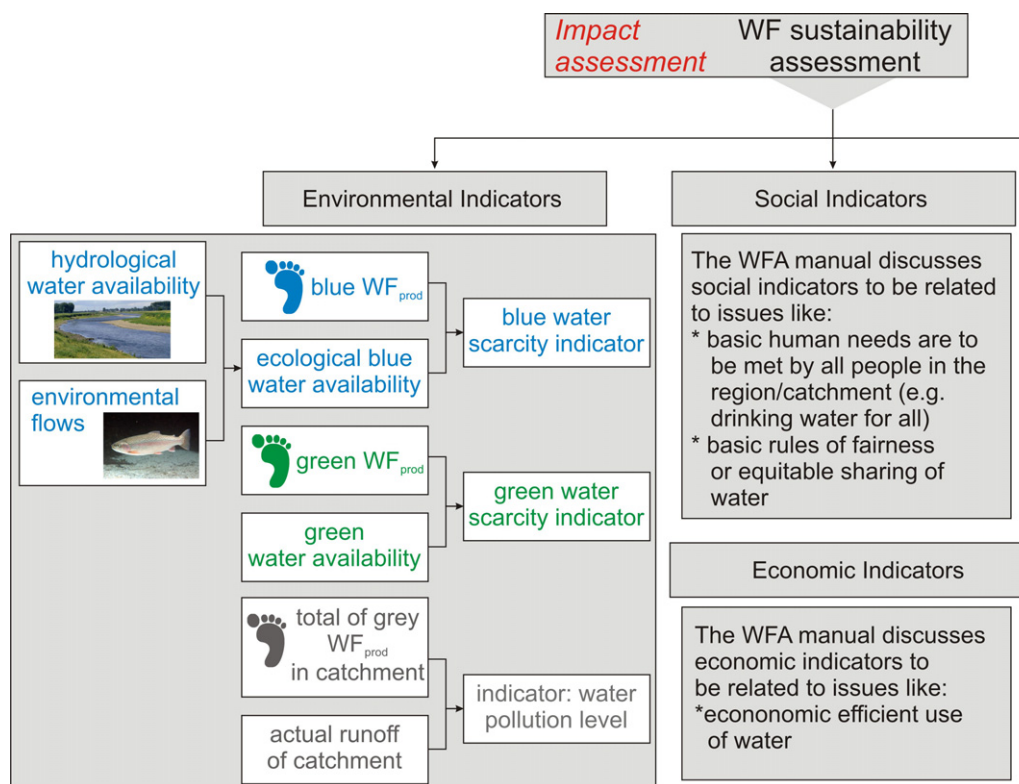 Impact
assessment
WF sustainability
assessment
Environmental Indicators
hydrological
water availability
environmental
flows
blue WFprod
ecological blue
water availability
blue water
scarcity indicator
green WFprod
green
water availability
green water
scarcity indicator
total of grey
WFprod
in catchment
actual runoff
of catchment
indicator: water
pollution level
Social Indicators
The WFA manual discusses
social indicators to be related
to issues like:
* basic human needs are to
be met by all people in the
region/catchment (e.g.
drinking water for all)
* basic rules of fairness
or equitable sharing of
water
Economic Indicators
The WFA manual discusses
economic indicators to
be related to issues like:
*econonomic efficient use
of water